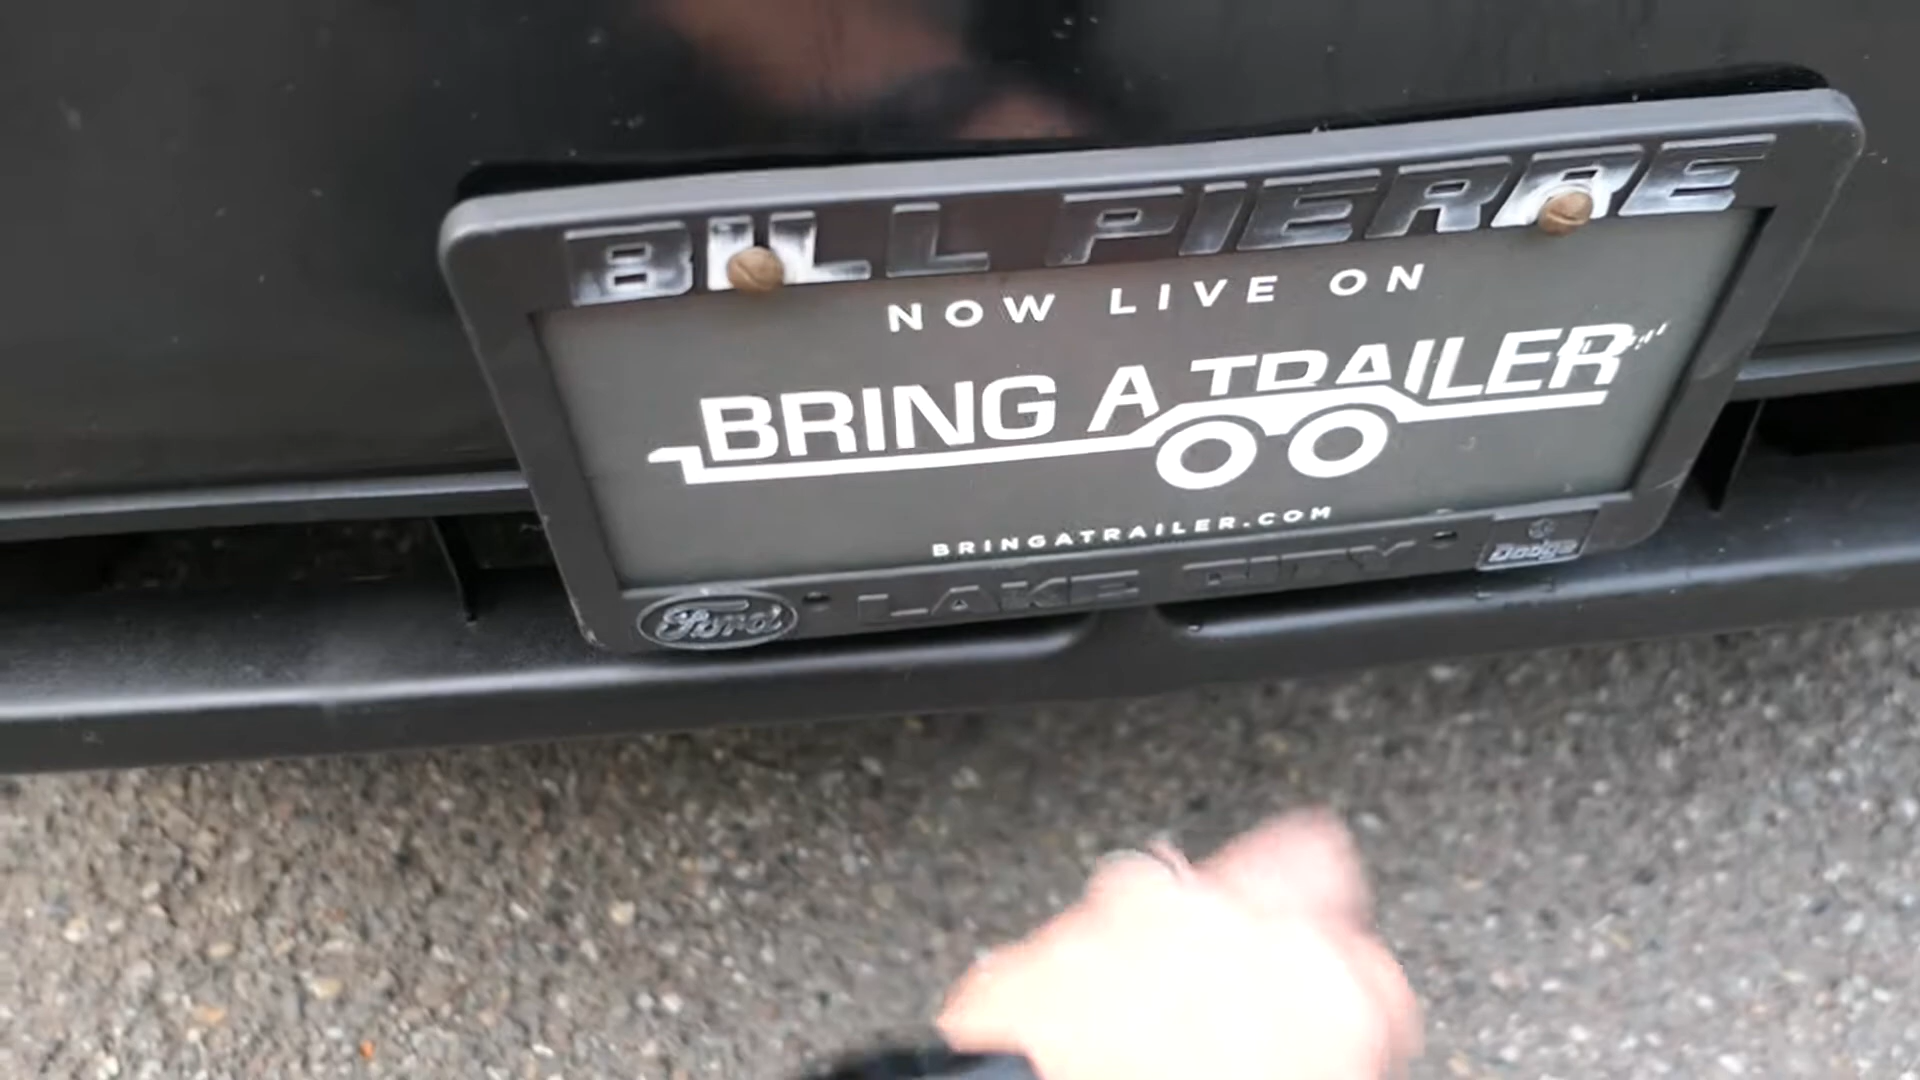 BILL PIERRE
NOW LIVE ON
BRING A TRAILER
BRINGATRAILER.COM
Ford LAKE CITY Dodge